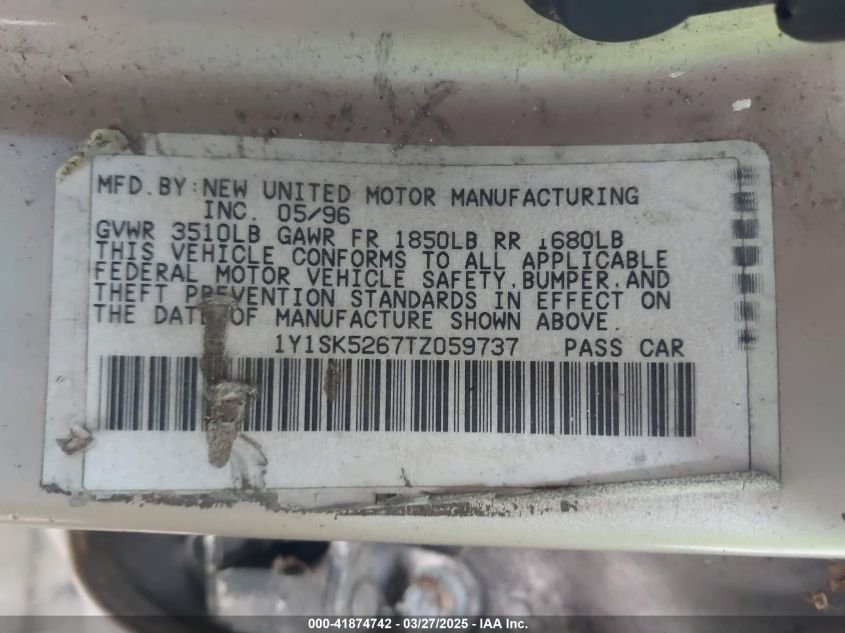 MFD.BY:NEW UNITED MOTOR MANUFACTURING
INC. 05/96
GVWR 3510LB GAWR FR 1850LB RR 1680LB
THIS VEHICLE CONFORMS TO ALL APPLICABLE
FEDERAL MOTOR VEHICLE SAFETY,BUMPER,AND
THEFT PREVENTION STANDARDS IN EFFECT ON
THE DATE OF MANUFACTURE SHOWN ABOVE.
1Y1SK5267TZ059737 PASS CAR
000-41874742 - 03/27/2025 - IAA Inc.